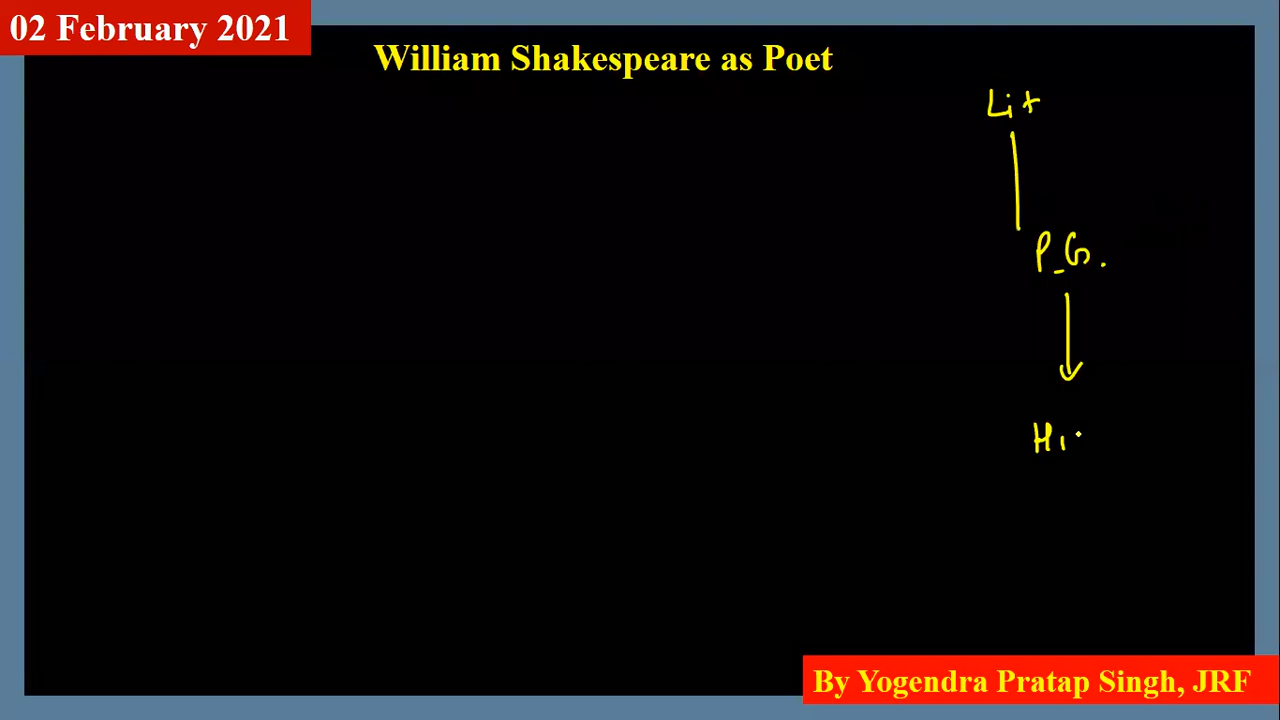 02 February 2021
William Shakespeare as Poet
Lit
P.G.
Hi
By Yogendra Pratap Singh, JRF